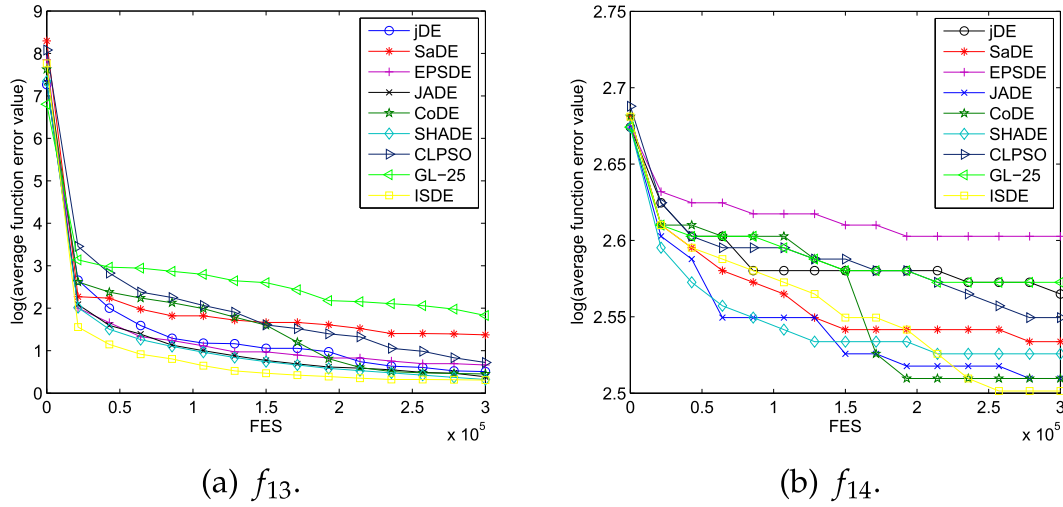 9
8
7
6
5
4
3
2
1
0
log(average function error value)
0 0.5 1 1.5 2 2.5 3
FES
x 10^5
jDE
SaDE
EPSDE
JADE
CoDE
SHADE
CLPSO
GL−25
ISDE
(a) f13.
2.75
2.7
2.65
2.6
2.55
2.5
log(average function error value)
0 0.5 1 1.5 2 2.5 3
FES
x 10^5
jDE
SaDE
EPSDE
JADE
CoDE
SHADE
CLPSO
GL−25
ISDE
(b) f14.